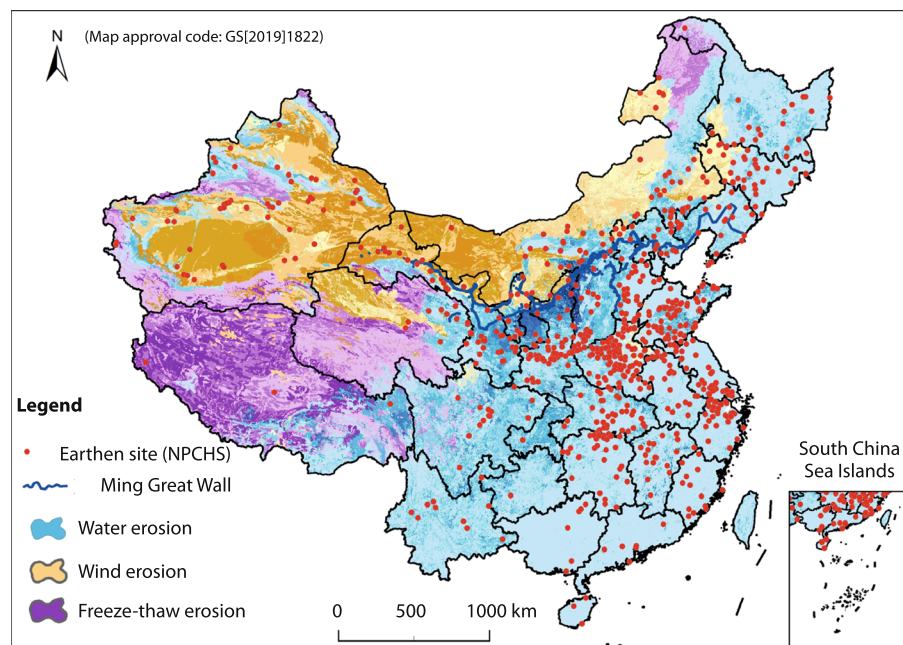 N
(Map approval code: GS[2019]1822)
Legend
Earthen site (NPCHS)
Ming Great Wall
Water erosion
Wind erosion
Freeze-thaw erosion
0 500 1000 km
South China
Sea Islands